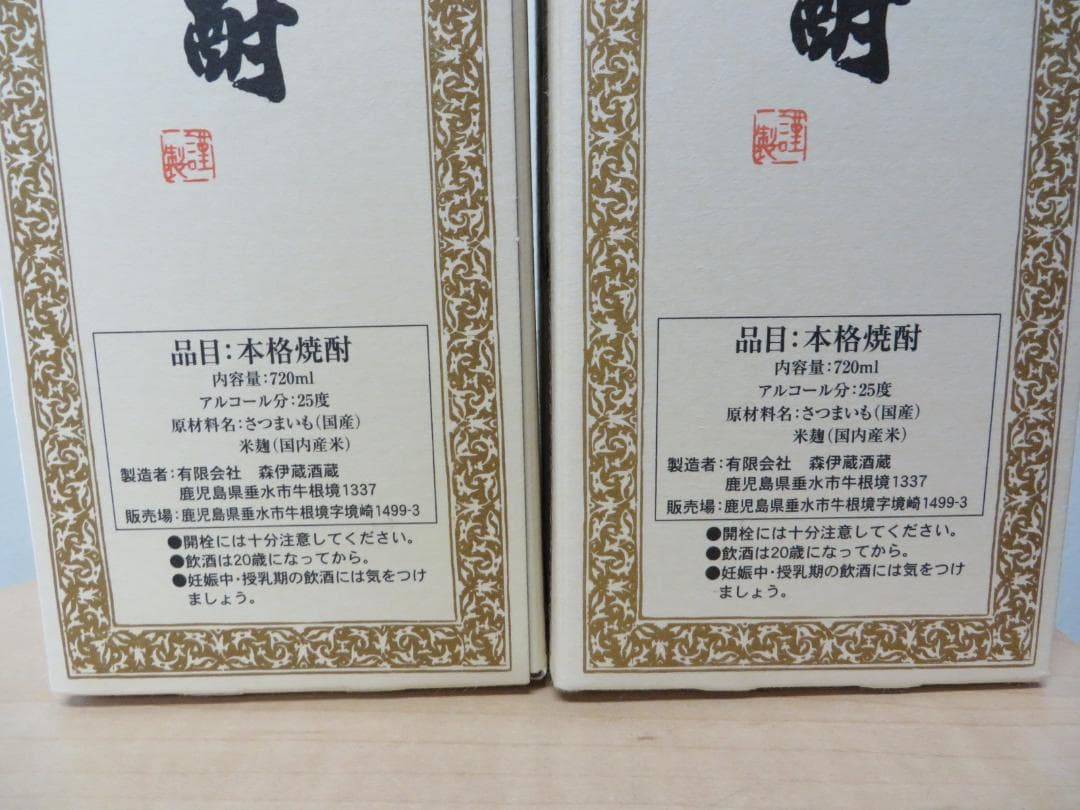 酎
謹製
品目：本格焼酎
内容量：720ml
アルコール分：25度
原材料名：さつまいも（国産）
米麹（国内産米）
製造者：有限会社 森伊蔵酒蔵
鹿児島県垂水市牛根境1337
販売場：鹿児島県垂水市牛根境字境崎1499-3
●開栓には十分注意してください。
●飲酒は20歳になってから。
●妊娠中・授乳期の飲酒には気をつけ
ましょう。
酎
謹製
品目：本格焼酎
内容量：720ml
アルコール分：25度
原材料名：さつまいも（国産）
米麹（国内産米）
製造者：有限会社 森伊蔵酒蔵
鹿児島県垂水市牛根境1337
販売場：鹿児島県垂水市牛根境字境崎1499-3
●開栓には十分注意してください。
●飲酒は20歳になってから。
●妊娠中・授乳期の飲酒には気をつけ
ましょう。